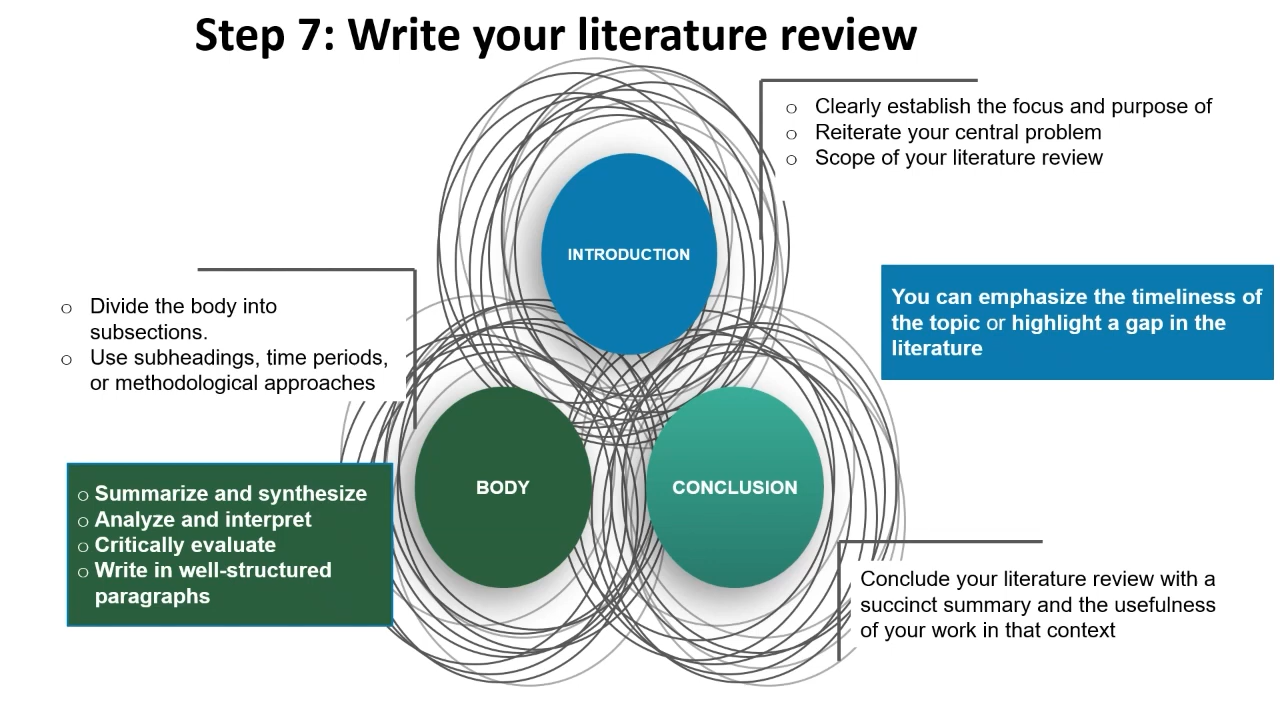 Step 7: Write your literature review
○ Clearly establish the focus and purpose of
○ Reiterate your central problem
○ Scope of your literature review
INTRODUCTION
You can emphasize the timeliness of
the topic or highlight a gap in the
literature
○ Divide the body into
subsections.
○ Use subheadings, time periods,
or methodological approaches
BODY
○ Summarize and synthesize
○ Analyze and interpret
○ Critically evaluate
○ Write in well-structured
paragraphs
CONCLUSION
Conclude your literature review with a
succinct summary and the usefulness
of your work in that context